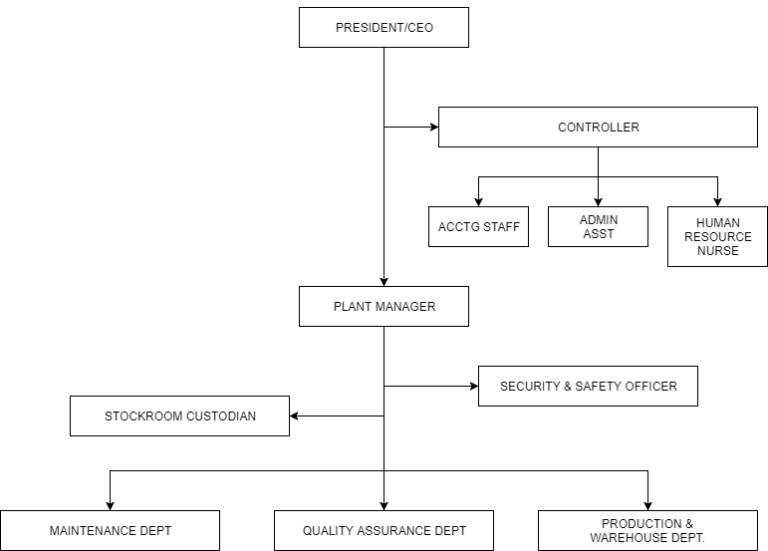 PRESIDENT/CEO
CONTROLLER
ACCTG STAFF
ADMIN
ASST
HUMAN
RESOURCE
NURSE
PLANT MANAGER
SECURITY & SAFETY OFFICER
STOCKROOM CUSTODIAN
MAINTENANCE DEPT
QUALITY ASSURANCE DEPT
PRODUCTION &
WAREHOUSE DEPT.